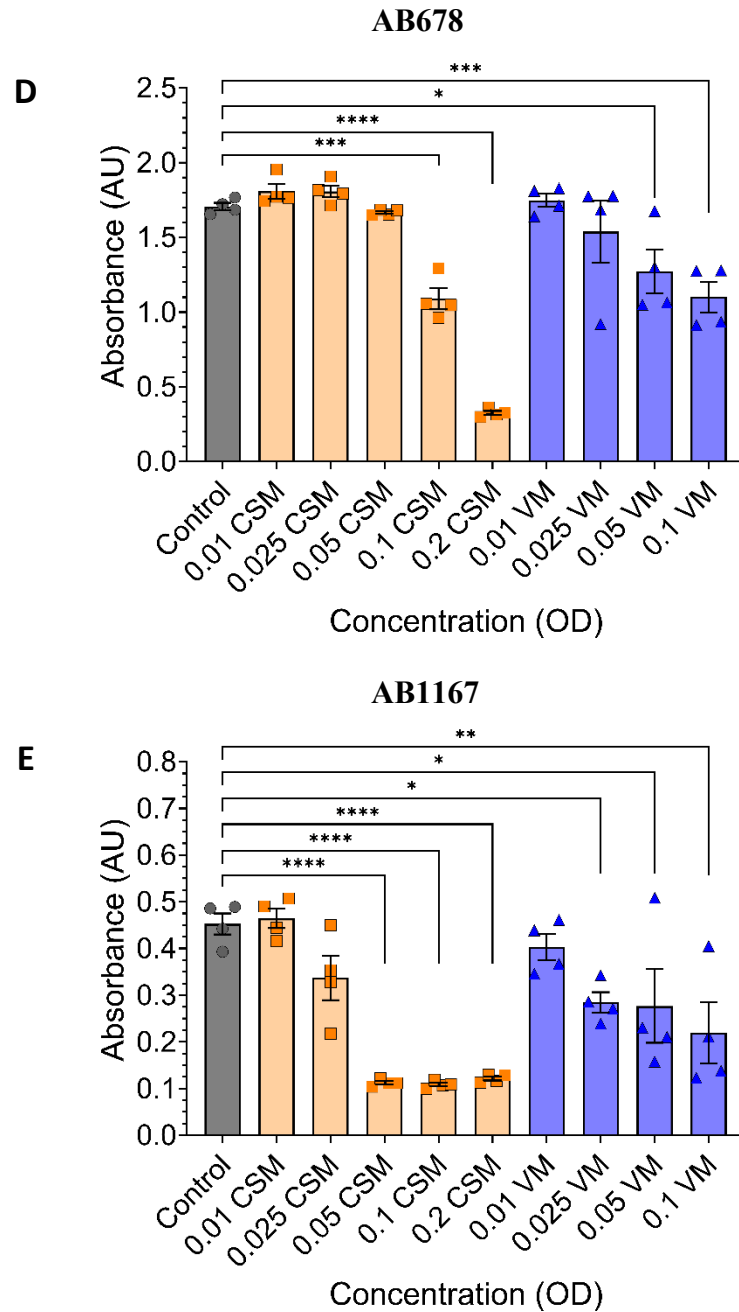 AB678
D
***
*
****
***
2.5
2.0
1.5
1.0
0.5
0.0
Absorbance (AU)
Control
0.01 CSM
0.025 CSM
0.05 CSM
0.1 CSM
0.2 CSM
0.01 VM
0.025 VM
0.05 VM
0.1 VM
Concentration (OD)
AB1167
E
**
*
*
****
****
****
0.8
0.7
0.6
0.5
0.4
0.3
0.2
0.1
0.0
Absorbance (AU)
Control
0.01 CSM
0.025 CSM
0.05 CSM
0.1 CSM
0.2 CSM
0.01 VM
0.025 VM
0.05 VM
0.1 VM
Concentration (OD)